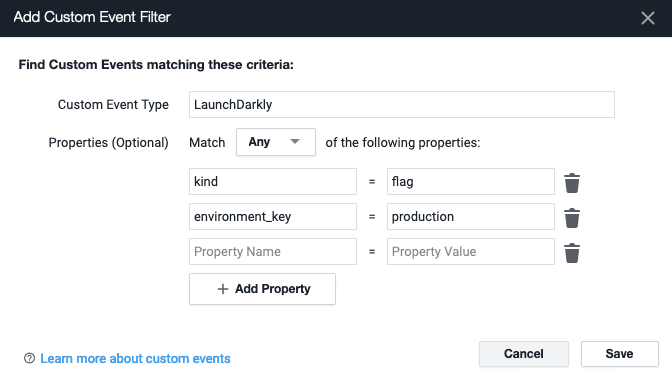 Add Custom Event Filter
Find Custom Events matching these criteria:
Custom Event Type LaunchDarkly
Properties (Optional) Match Any of the following properties:
kind = flag
environment_key = production
Property Name = Property Value
+ Add Property
Learn more about custom events Cancel Save